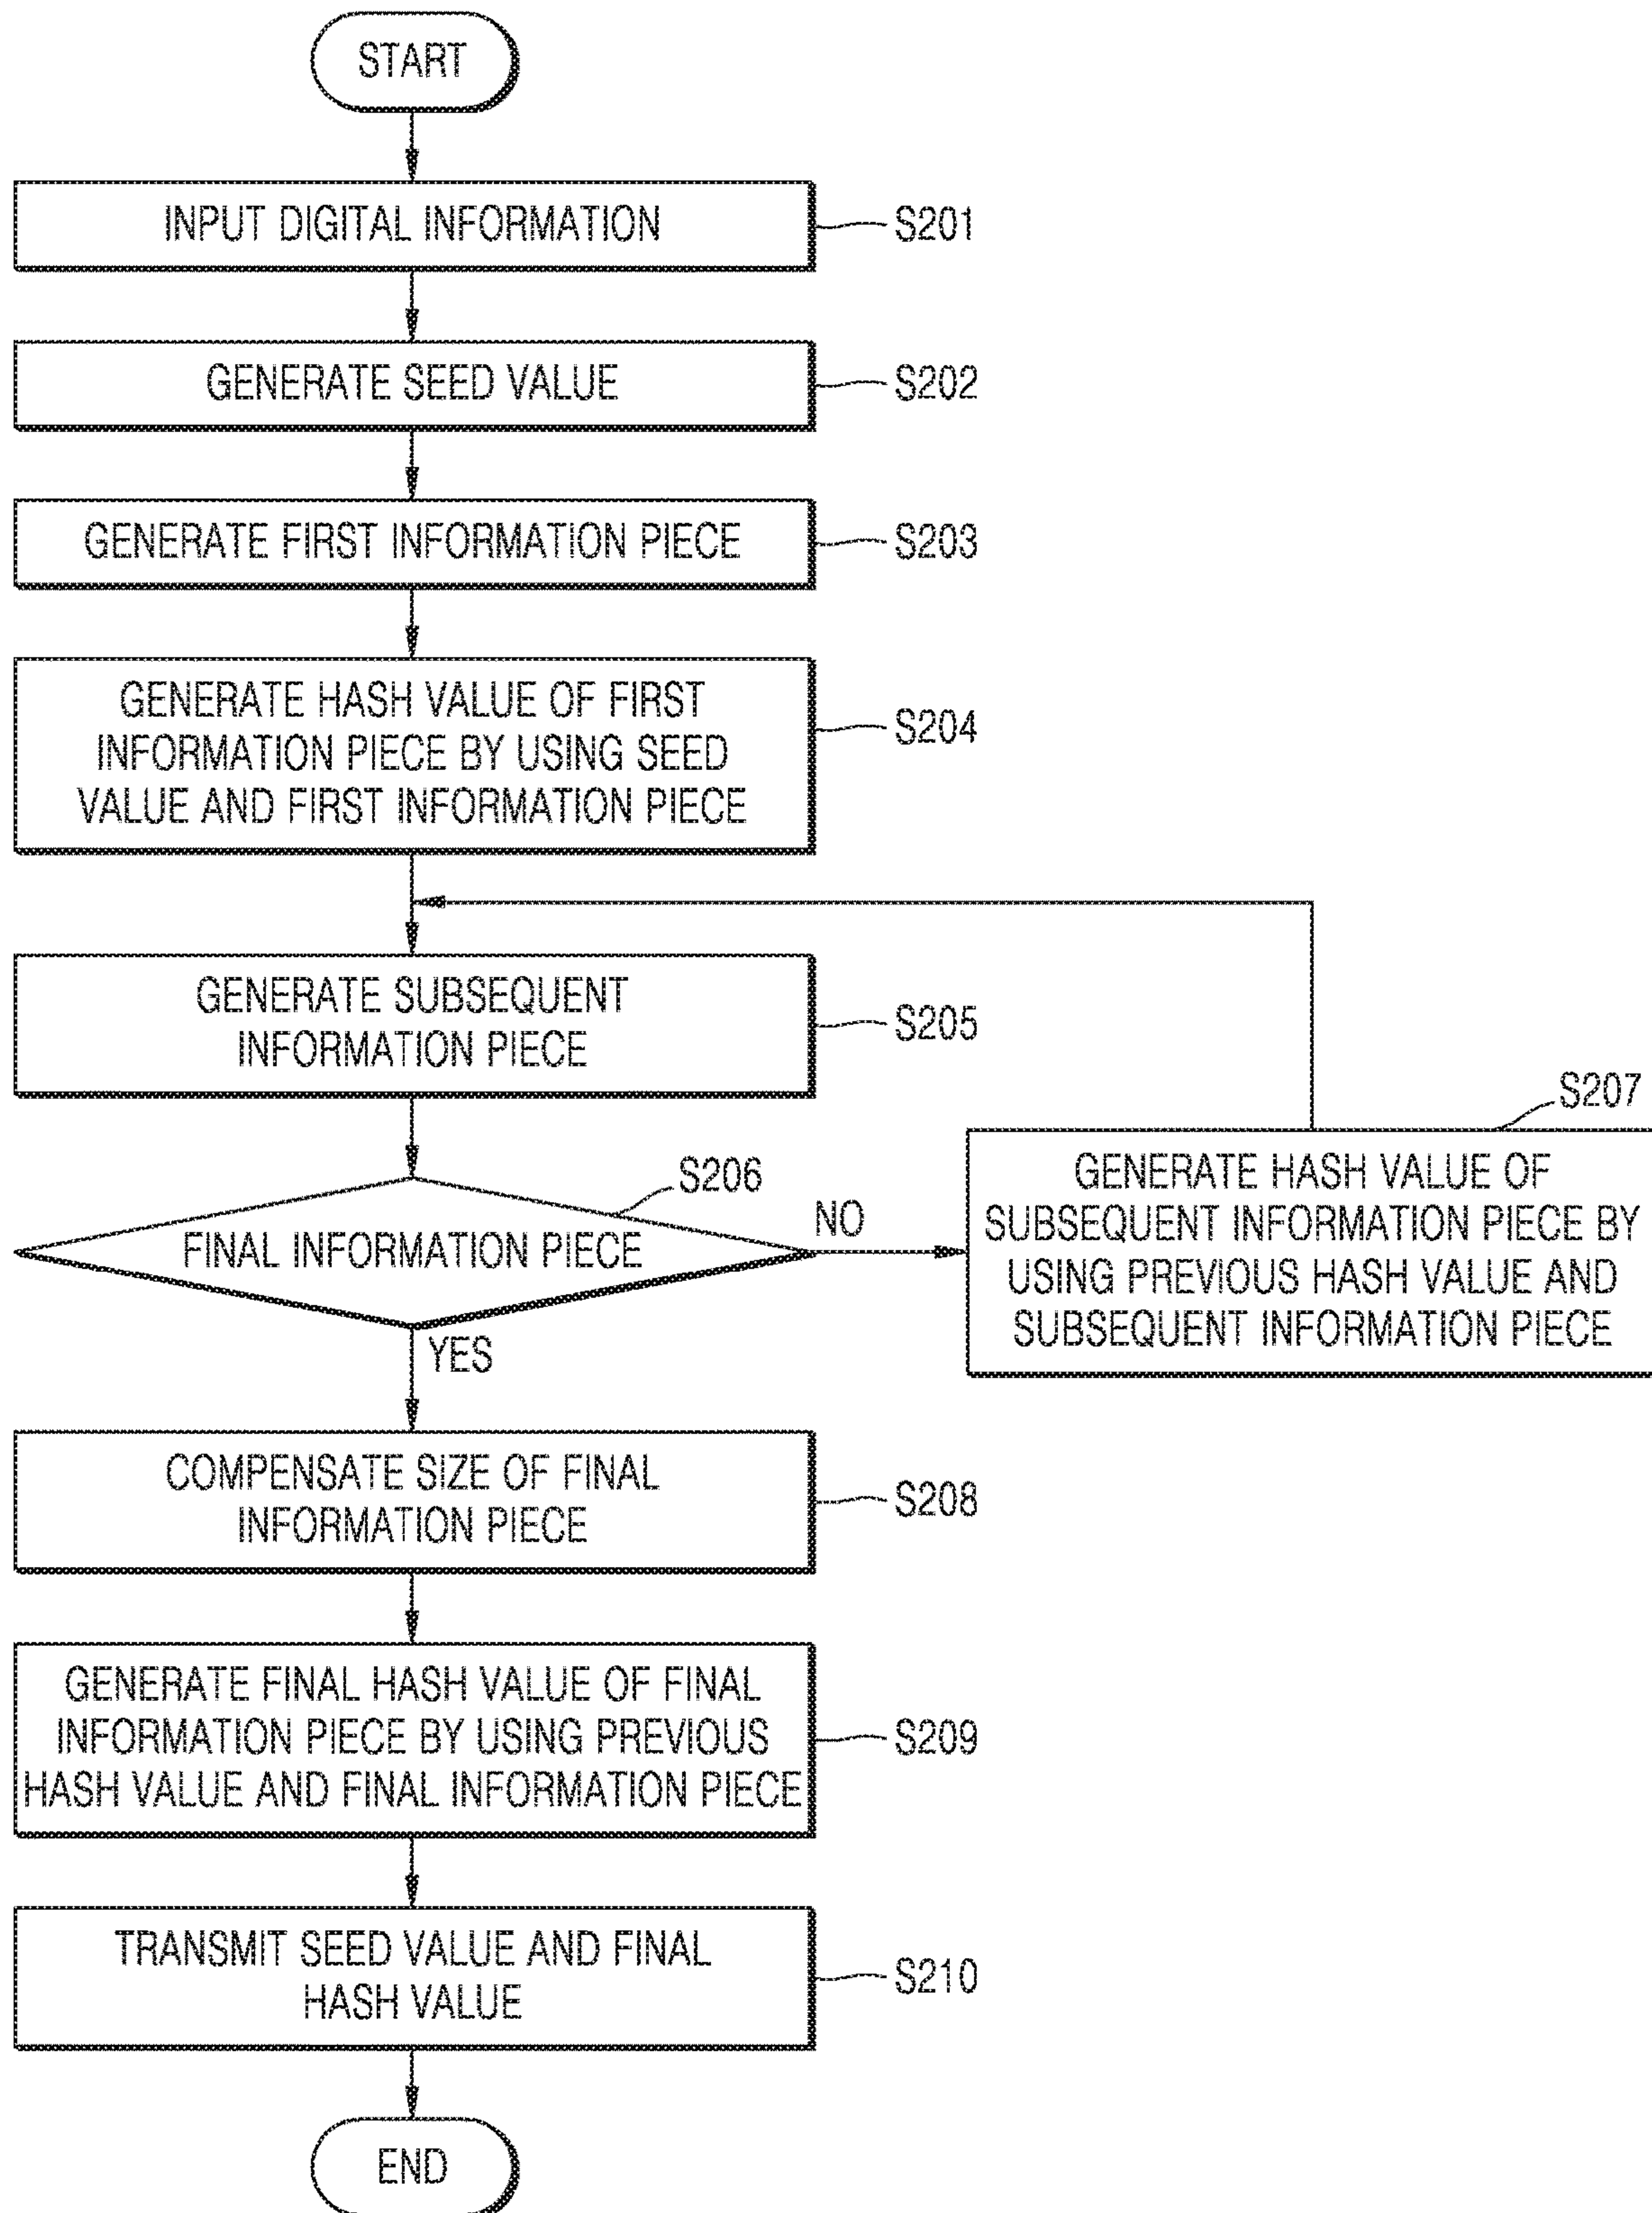 START
INPUT DIGITAL INFORMATION
S201
GENERATE SEED VALUE
S202
GENERATE FIRST INFORMATION PIECE
S203
GENERATE HASH VALUE OF FIRST
INFORMATION PIECE BY USING SEED
VALUE AND FIRST INFORMATION PIECE
S204
GENERATE SUBSEQUENT
INFORMATION PIECE
S205
FINAL INFORMATION PIECE
S206
NO
YES
S207
GENERATE HASH VALUE OF
SUBSEQUENT INFORMATION PIECE BY
USING PREVIOUS HASH VALUE AND
SUBSEQUENT INFORMATION PIECE
COMPENSATE SIZE OF FINAL
INFORMATION PIECE
S208
GENERATE FINAL HASH VALUE OF FINAL
INFORMATION PIECE BY USING PREVIOUS
HASH VALUE AND FINAL INFORMATION PIECE
S209
TRANSMIT SEED VALUE AND FINAL
HASH VALUE
S210
END